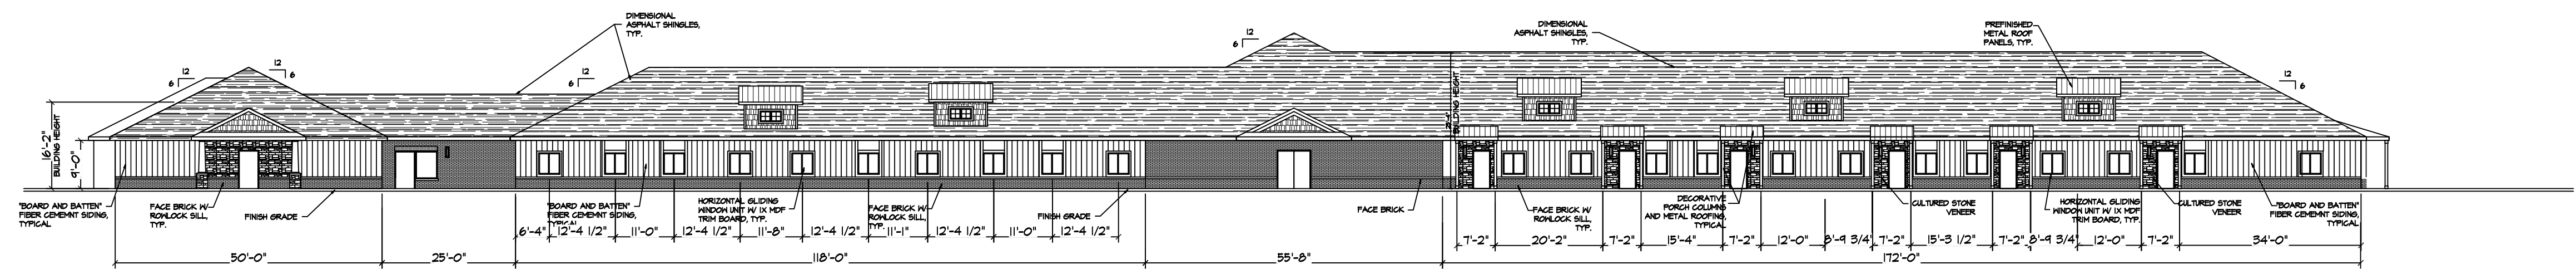 DIMENSIONAL
ASPHALT SHINGLES,
TYP.
DIMENSIONAL
ASPHALT SHINGLES,
TYP.
PREFINISHED
METAL ROOF
PANELS, TYP.
12
6
12
6
12
6
12
6
12
6
16'-2"
BUILDING HEIGHT
9'-0"
BUILDING HEIGHT
"BOARD AND BATTEN"
FIBER CEMEMNT SIDING,
TYPICAL
FACE BRICK W/
ROWLOCK SILL,
TYP.
FINISH GRADE
"BOARD AND BATTEN"
FIBER CEMEMNT SIDING,
TYPICAL
HORIZONTAL GLIDING
WINDOW UNIT W/ 1X MDF
TRIM BOARD, TYP.
FACE BRICK W/
ROWLOCK SILL,
TYP.
FINISH GRADE
FACE BRICK
FACE BRICK W/
ROWLOCK SILL,
TYP.
DECORATIVE
PORCH COLUMNS
AND METAL ROOFING,
TYPICAL
CULTURED STONE
VENEER
HORIZONTAL GLIDING
WINDOW UNIT W/ 1X MDF
TRIM BOARD, TYP.
CULTURED STONE
VENEER
"BOARD AND BATTEN"
FIBER CEMEMNT SIDING,
TYPICAL
6'-4" 12'-4 1/2" 11'-0" 12'-4 1/2" 11'-8" 12'-4 1/2" 11'-1" 12'-4 1/2" 11'-0" 12'-4 1/2"
7'-2" 20'-2" 7'-2" 15'-4" 7'-2" 12'-0" 8'-9 3/4" 7'-2" 15'-3 1/2" 7'-2" 8'-9 3/4" 12'-0" 7'-2" 34'-0"
50'-0" 25'-0" 118'-0" 55'-8" 172'-0"